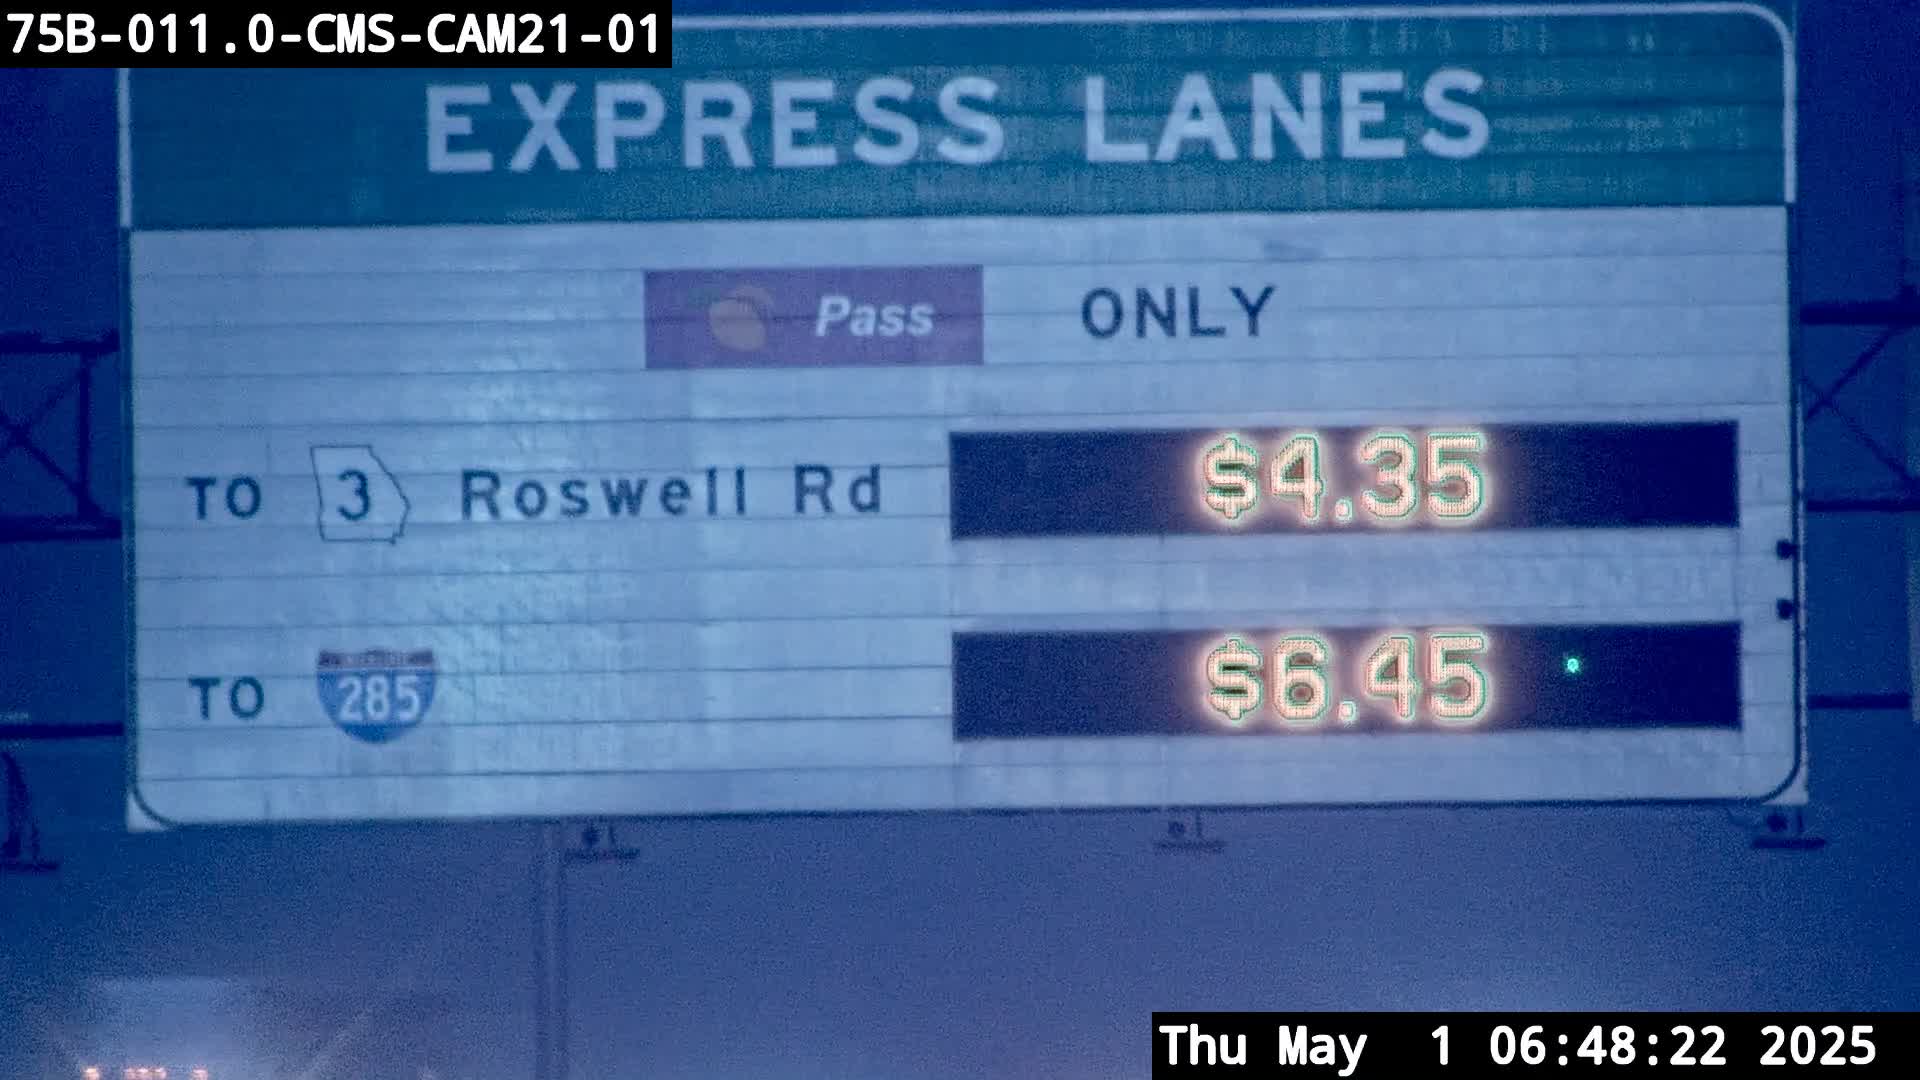 75B-011.0-CMS-CAM21-01
EXPRESS LANES
Pass ONLY
TO 3 Roswell Rd $4.35
TO 285 $6.45
Thu May 1 06:48:22 2025